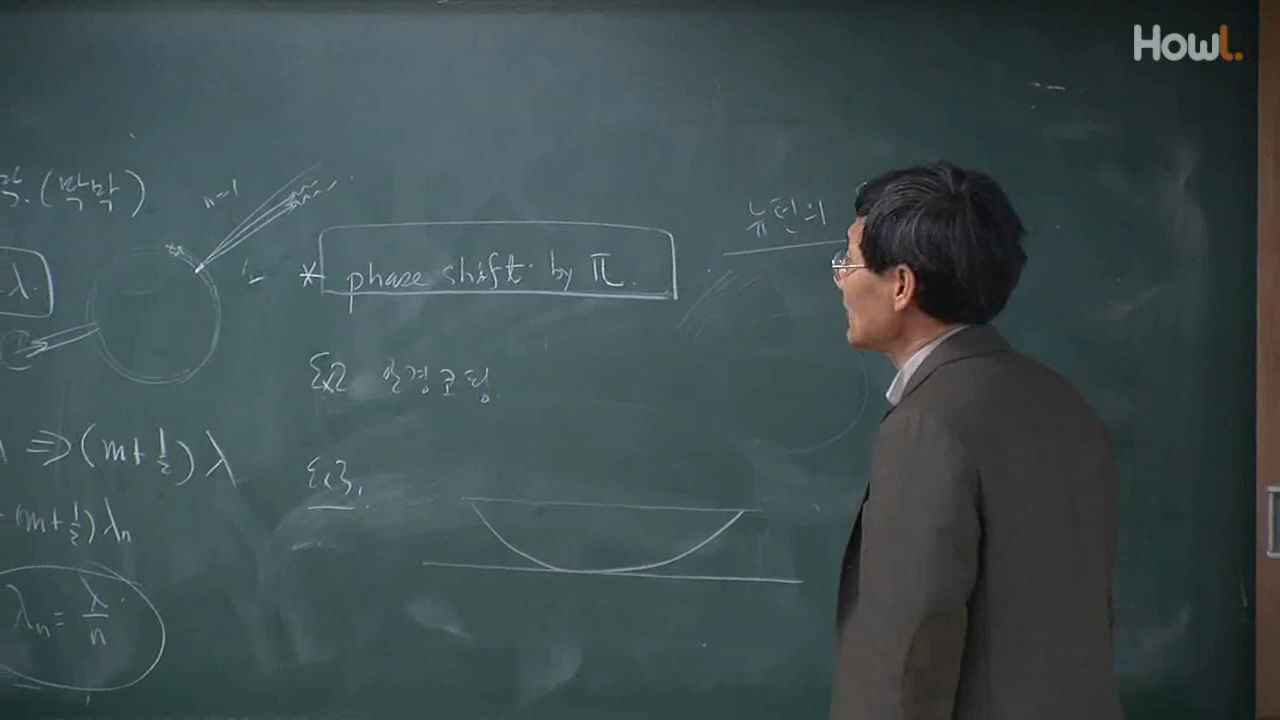 (박막)
n=1
λ
⇒ (m+½) λ
(m+½) λn
λn = λ/n
* phase shift by π.
Ex2 안경코팅
Ex3.
뉴턴의
Howl.